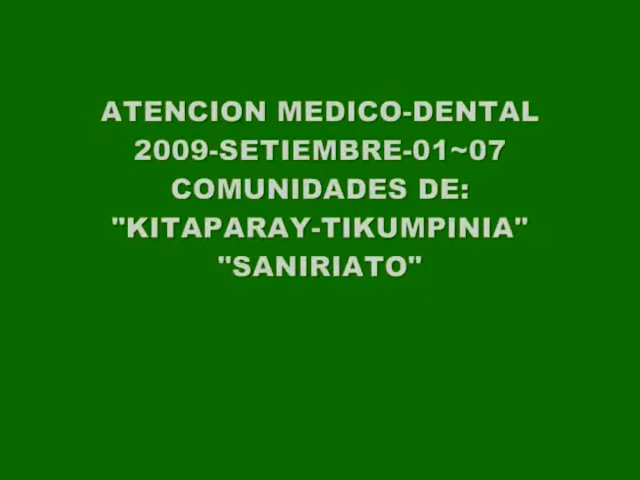 ATENCION MEDICO-DENTAL
2009-SETIEMBRE-01~07
COMUNIDADES DE:
"KITAPARAY-TIKUMPINIA"
"SANIRIATO"